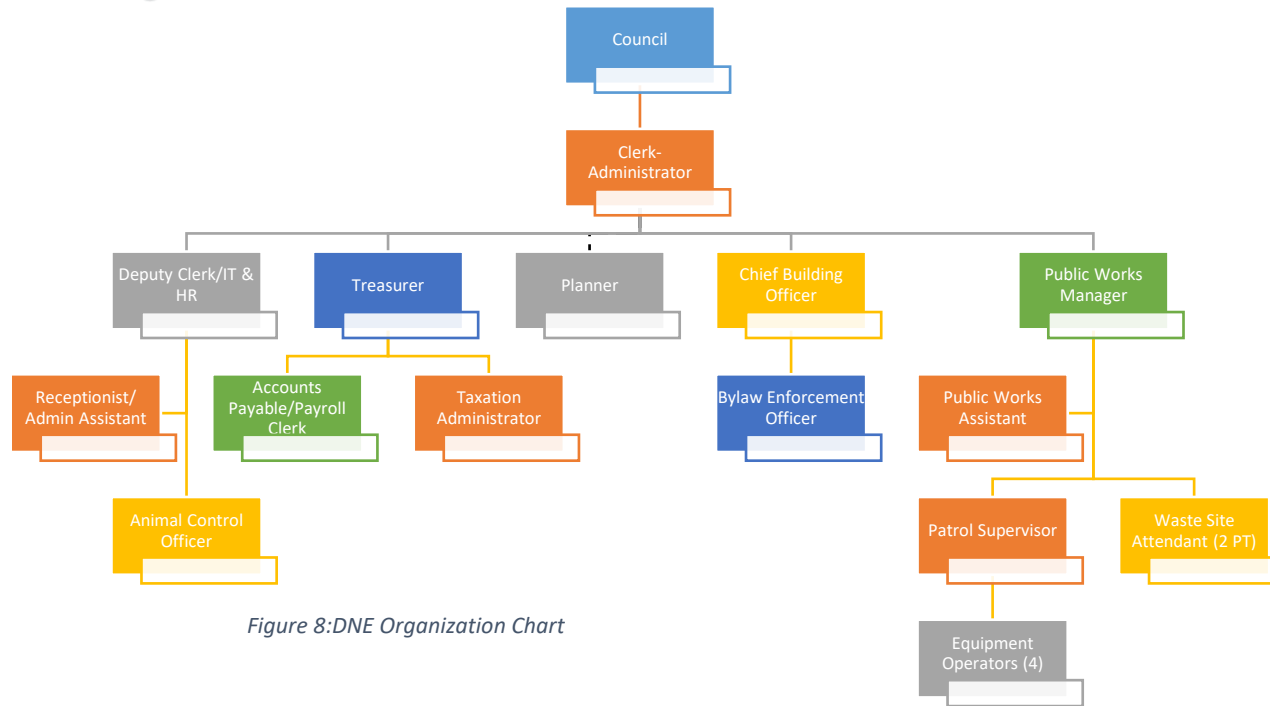 Council
Clerk-
Administrator
Deputy Clerk/IT &
HR
Treasurer
Planner
Chief Building
Officer
Public Works
Manager
Receptionist/
Admin Assistant
Accounts
Payable/Payroll
Clerk
Taxation
Administrator
Bylaw Enforcement
Officer
Public Works
Assistant
Animal Control
Officer
Patrol Supervisor
Waste Site
Attendant (2 PT)
Figure 8:DNE Organization Chart
Equipment
Operators (4)